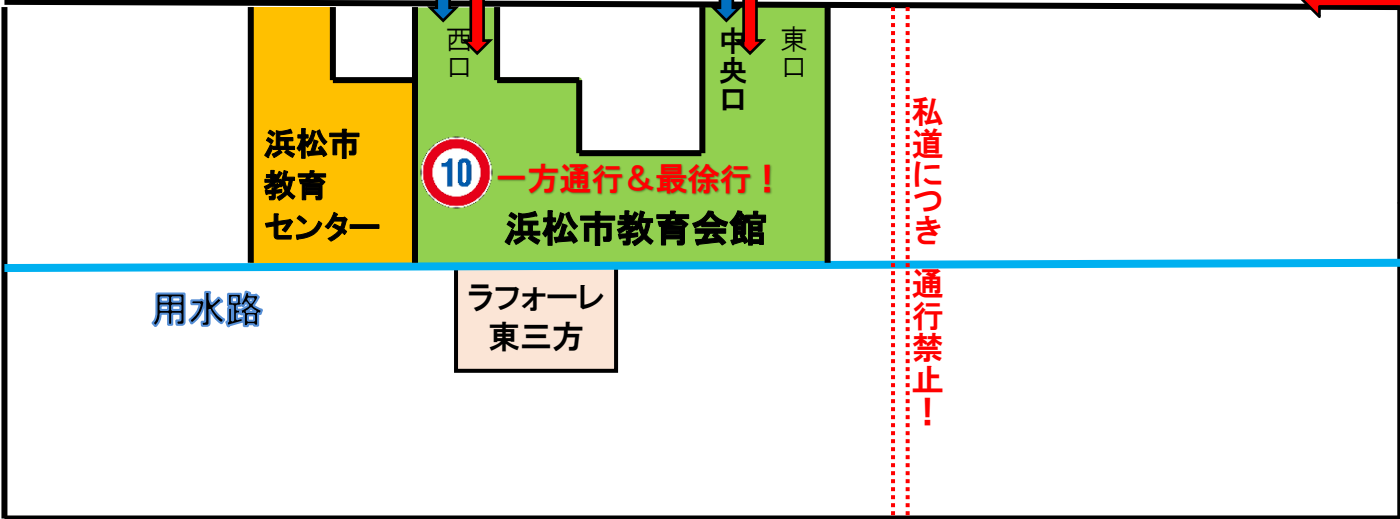 西口
中央口
東口
浜松市
教育
センター
10
一方通行＆最徐行！
浜松市教育会館
私道につき 通行禁止！
用水路
ラフォーレ
東三方